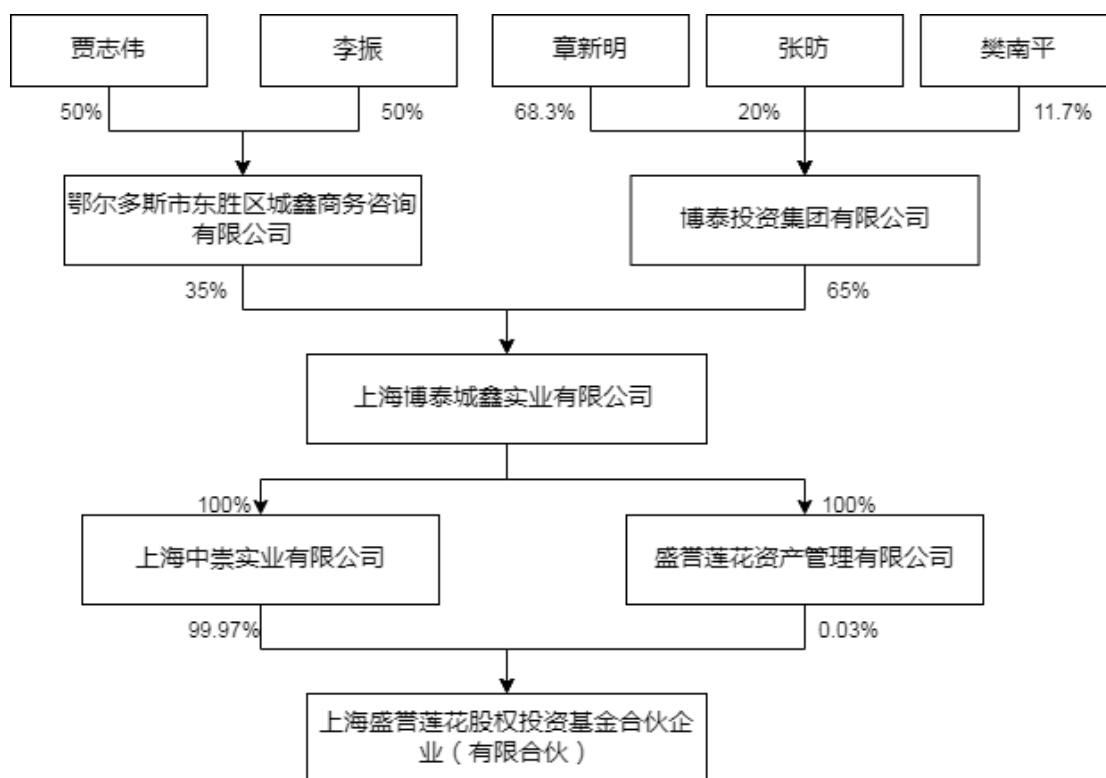 贾志伟
李振
章新明
张昉
樊南平
50%
50%
68.3%
20%
11.7%
鄂尔多斯市东胜区城鑫商务咨询
有限公司
博泰投资集团有限公司
35%
65%
上海博泰城鑫实业有限公司
100%
100%
上海中崇实业有限公司
盛誉莲花资产管理有限公司
99.97%
0.03%
上海盛誉莲花股权投资基金合伙企
业（有限合伙）